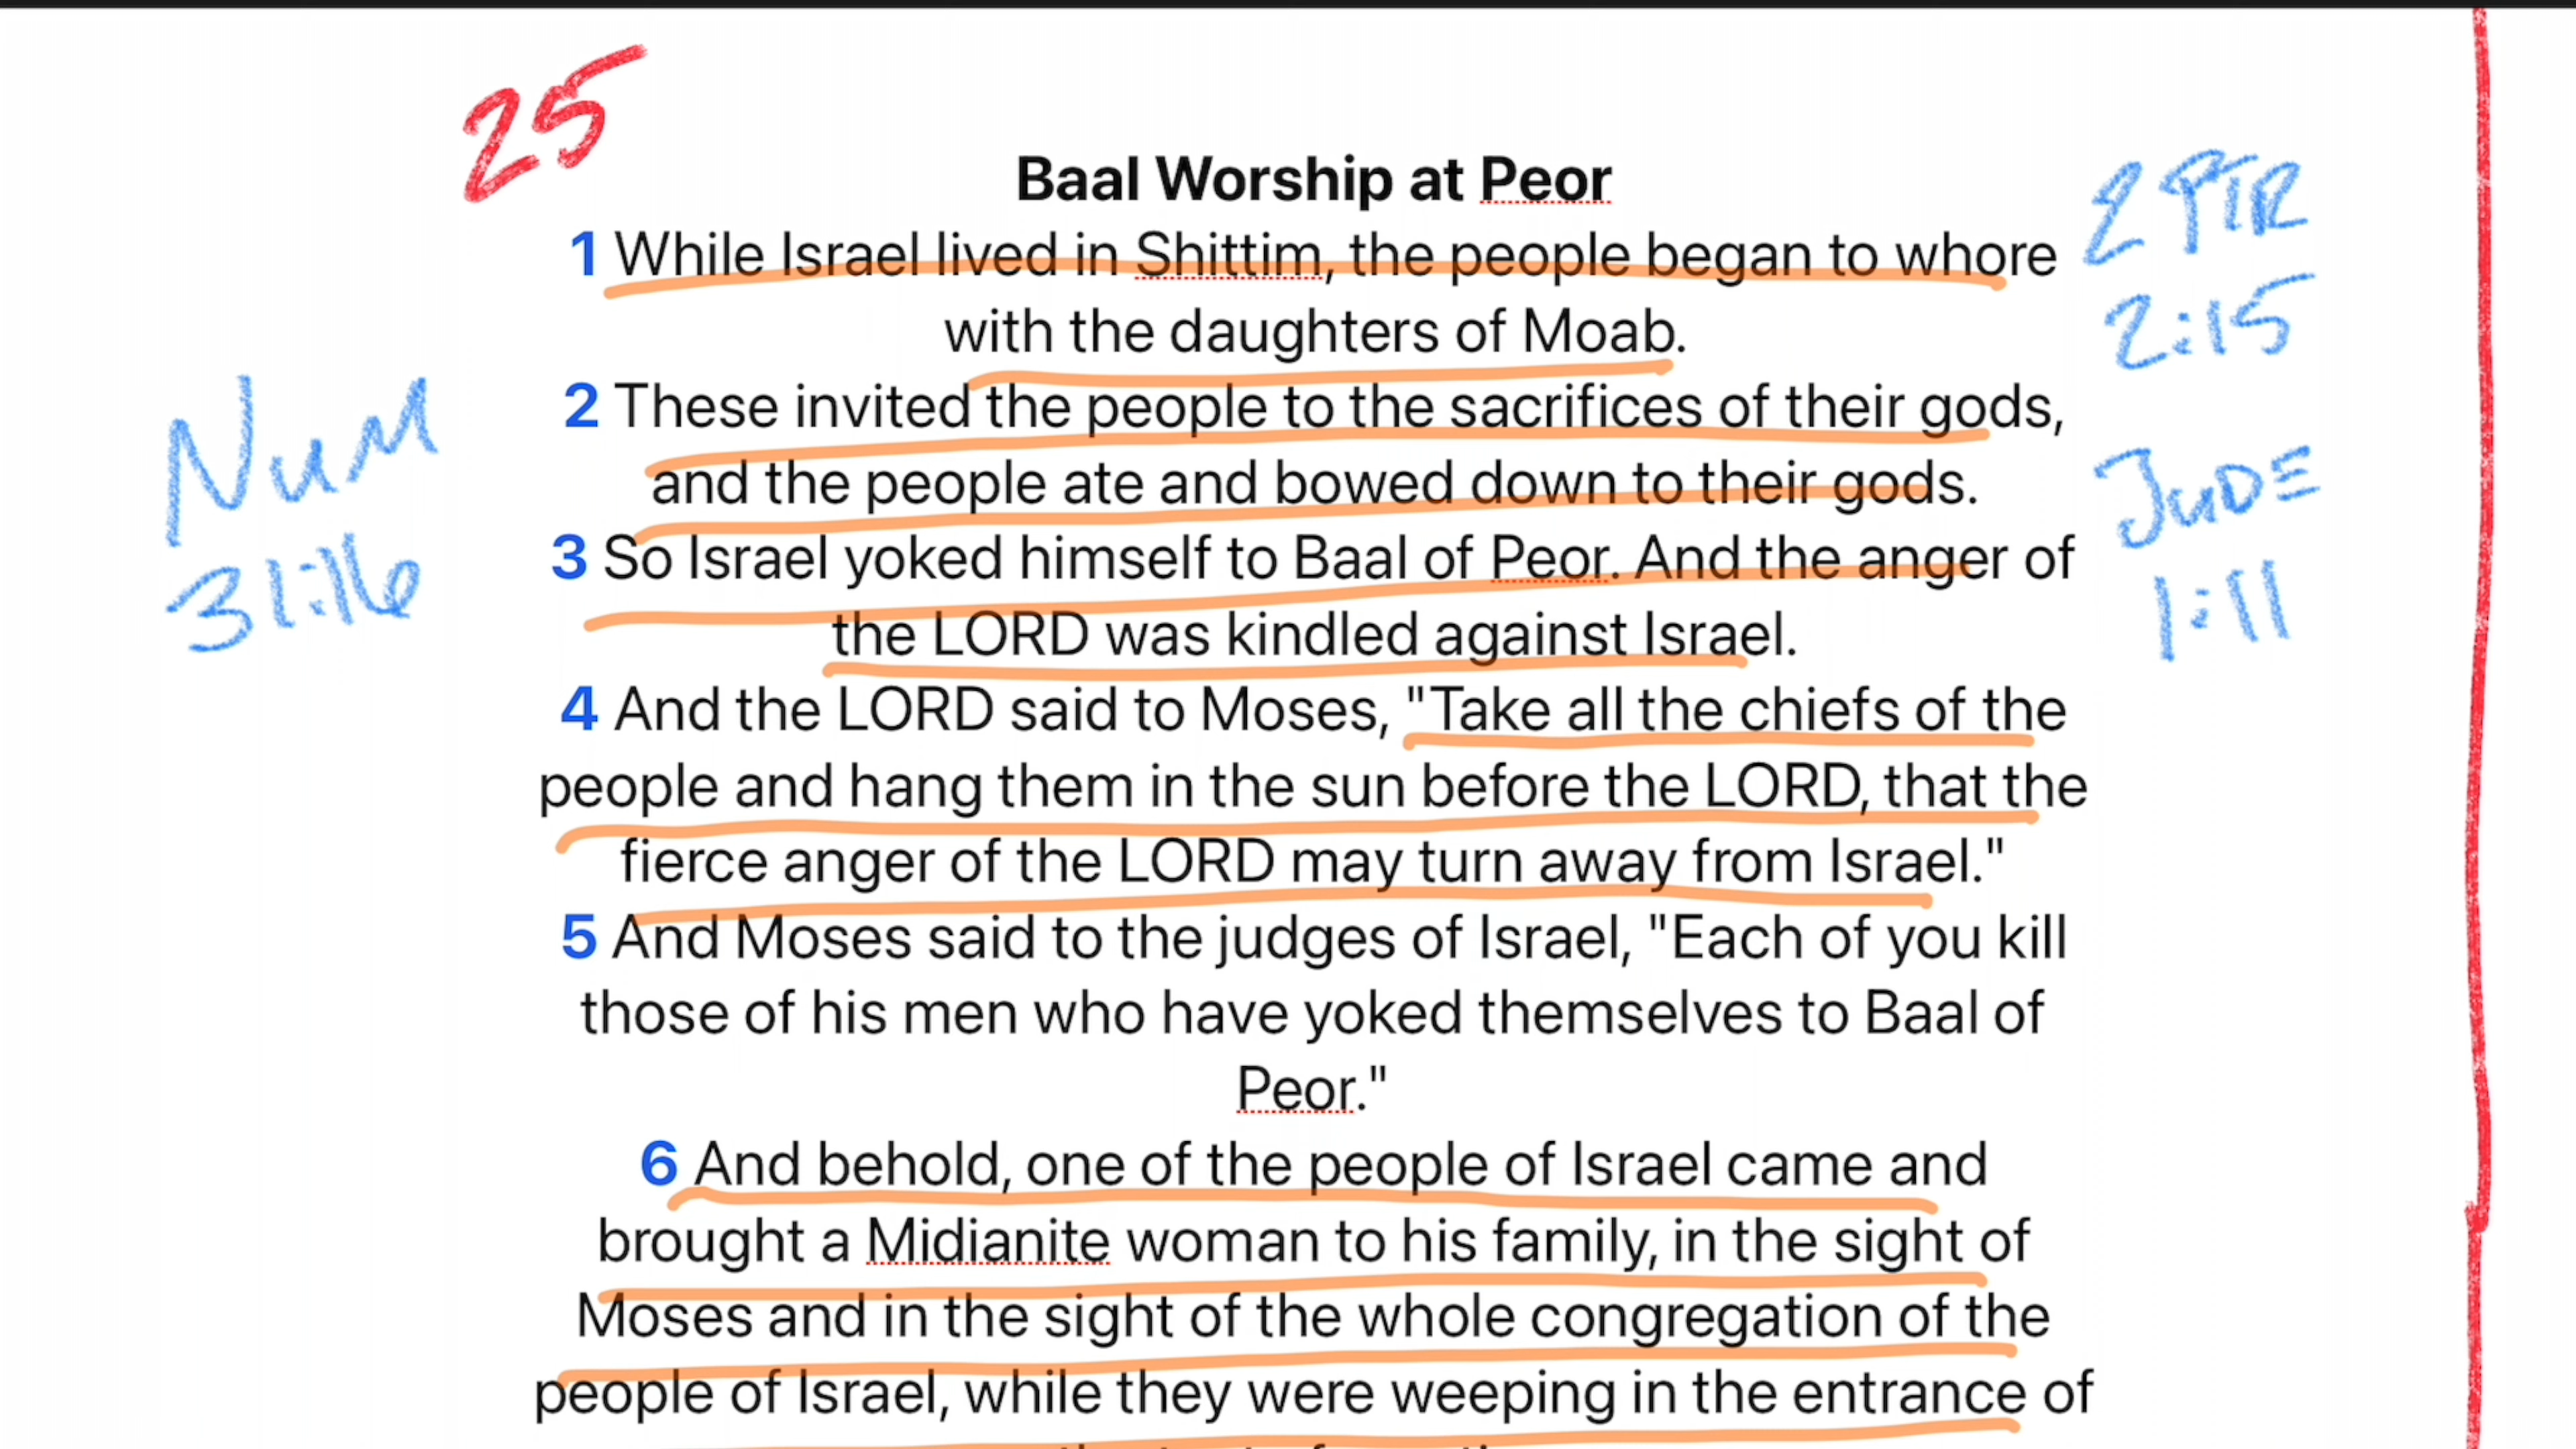 25
Baal Worship at Peor
1 While Israel lived in Shittim, the people began to whore
with the daughters of Moab.
2 These invited the people to the sacrifices of their gods,
and the people ate and bowed down to their gods.
3 So Israel yoked himself to Baal of Peor. And the anger of
the LORD was kindled against Israel.
4 And the LORD said to Moses, "Take all the chiefs of the
people and hang them in the sun before the LORD, that the
fierce anger of the LORD may turn away from Israel."
5 And Moses said to the judges of Israel, "Each of you kill
those of his men who have yoked themselves to Baal of
Peor."
6 And behold, one of the people of Israel came and
brought a Midianite woman to his family, in the sight of
Moses and in the sight of the whole congregation of the
people of Israel, while they were weeping in the entrance of
Num
31:16
2 PTR
2:15
JUDE
1:11